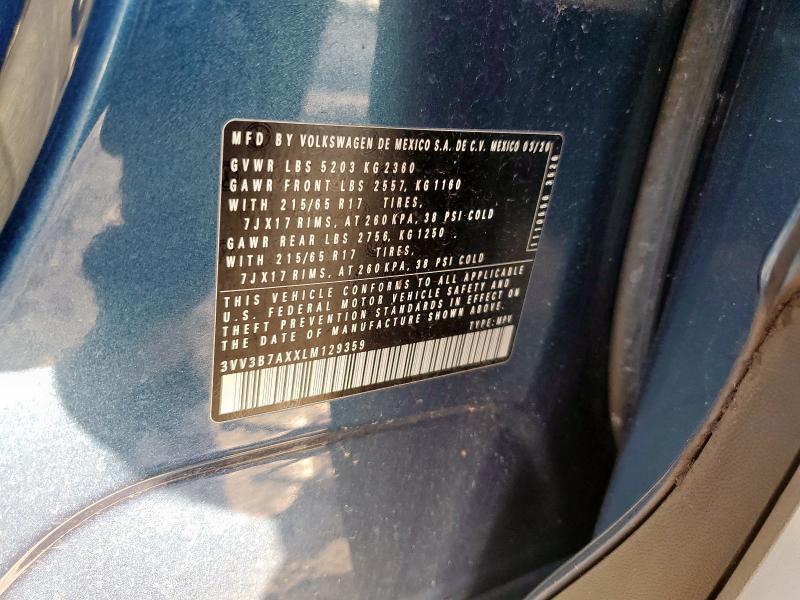 MFD BY VOLKSWAGEN DE MEXICO S.A. DE C.V. MEXICO 03/20
GVWR LBS 5203 KG 2360
GAWR FRONT LBS 2557, KG 1160
WITH 215/65 R17 TIRES,
7JX17 RIMS, AT 260 KPA, 38 PSI COLD
GAWR REAR LBS 2756, KG 1250
WITH 215/65 R17 TIRES,
7JX17 RIMS, AT 260 KPA, 38 PSI COLD
THIS VEHICLE CONFORMS TO ALL APPLICABLE
U.S. FEDERAL MOTOR VEHICLE SAFETY AND
THEFT PREVENTION STANDARDS IN EFFECT ON
THE DATE OF MANUFACTURE SHOWN ABOVE.
TYPE: MPV
3VV3B7AXXLM129359